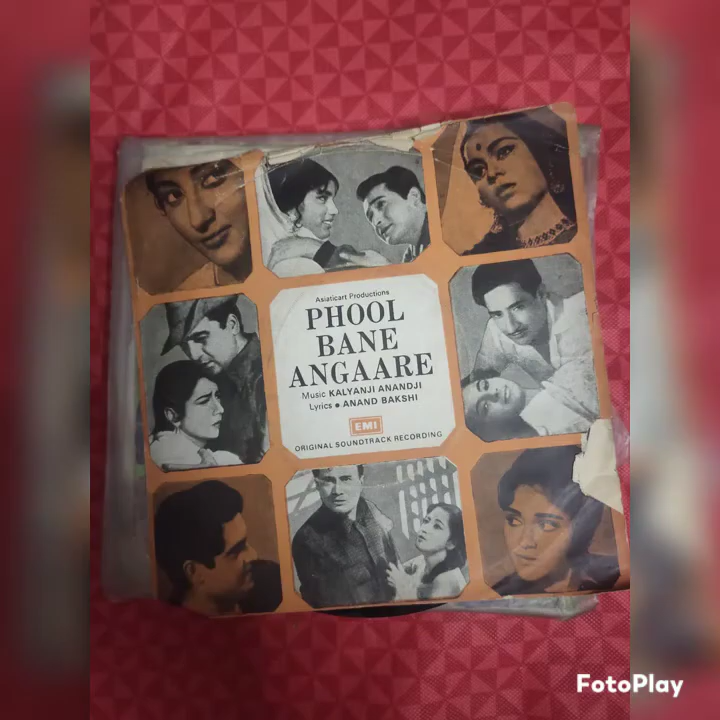 Asiaticart Productions
PHOOL
BANE
ANGAARE
Music KALYANJI ANANDJI
Lyrics • ANAND BAKSHI
EMI
ORIGINAL SOUNDTRACK RECORDING
FotoPlay